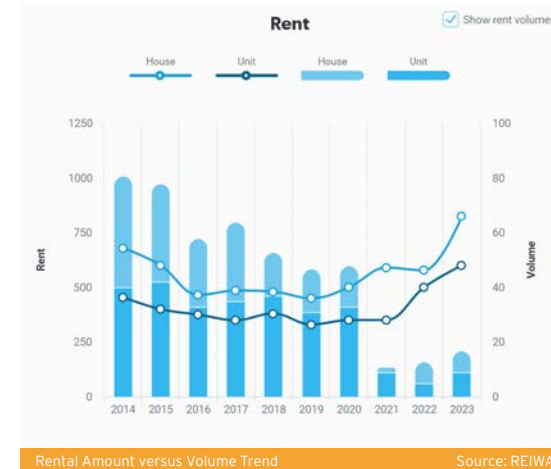 Rent
Show rent volume
House Unit House Unit
1250 100
1000 80
750 60
Rent Volume
500 40
250 20
0 0
2014 2015 2016 2017 2018 2019 2020 2021 2022 2023
Rental Amount versus Volume Trend Source: REIWA